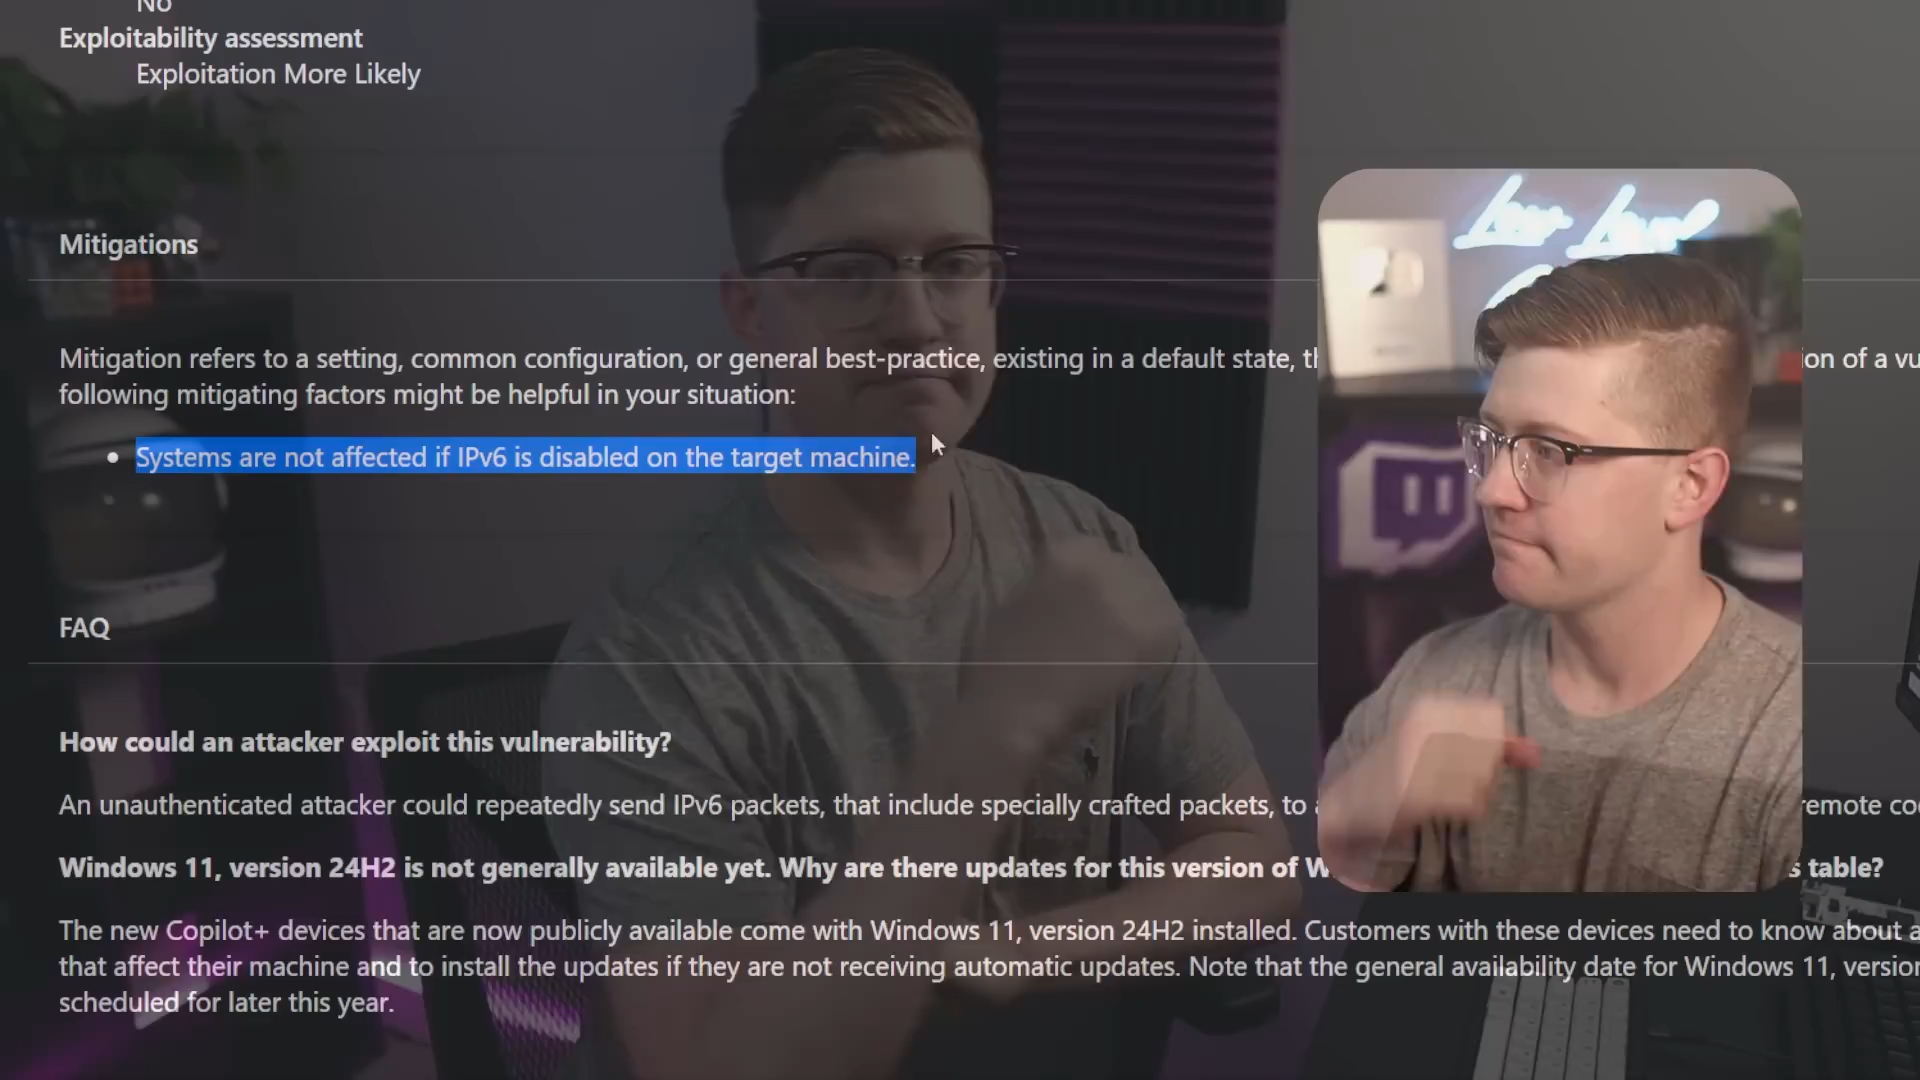 No
Exploitability assessment
Exploitation More Likely
Mitigations
Mitigation refers to a setting, common configuration, or general best-practice, existing in a default state, th ion of a vu
following mitigating factors might be helpful in your situation:
Systems are not affected if IPv6 is disabled on the target machine.
FAQ
How could an attacker exploit this vulnerability?
An unauthenticated attacker could repeatedly send IPv6 packets, that include specially crafted packets, to remote co
Windows 11, version 24H2 is not generally available yet. Why are there updates for this version of W s table?
The new Copilot+ devices that are now publicly available come with Windows 11, version 24H2 installed. Customers with these devices need to know about a
that affect their machine and to install the updates if they are not receiving automatic updates. Note that the general availability date for Windows 11, version
scheduled for later this year.
Low Level